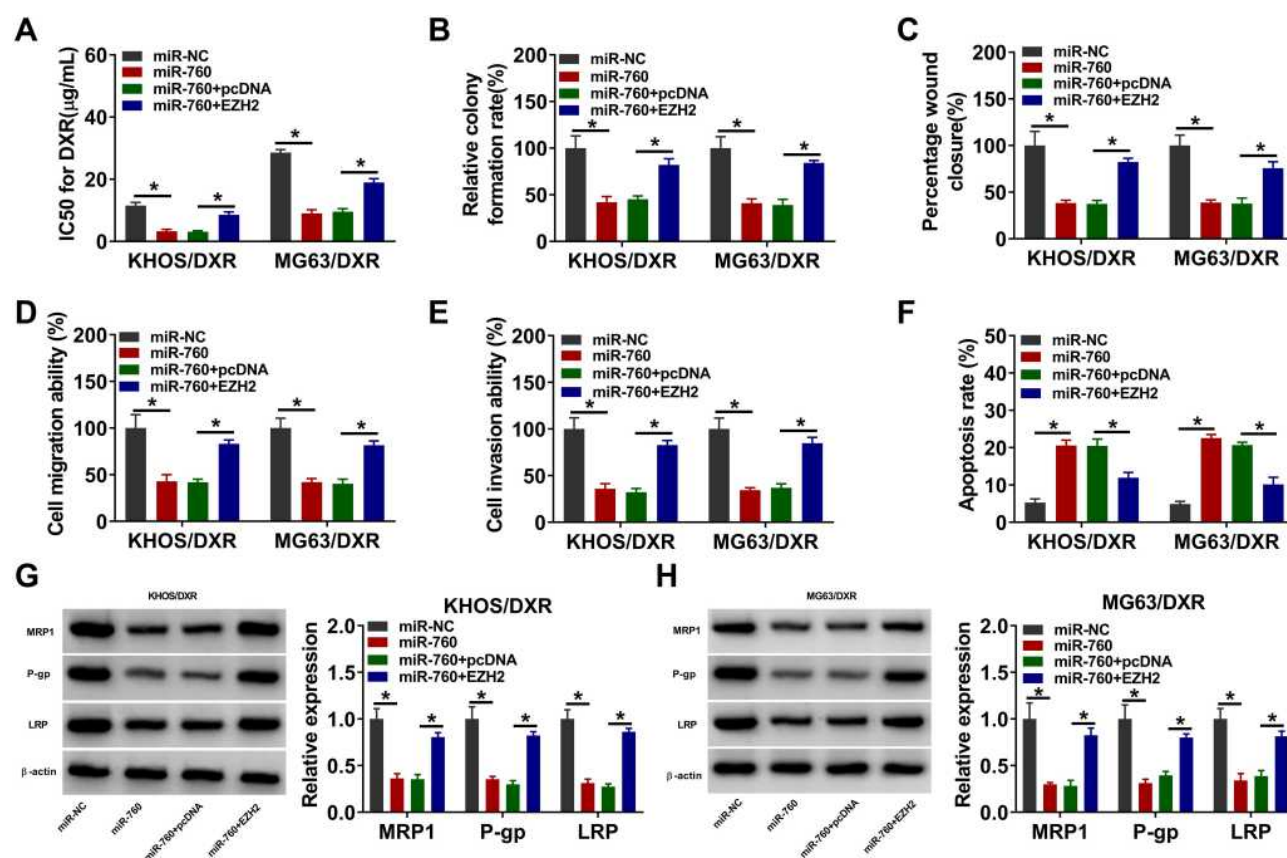 A
IC50 for DXR(μg/mL)
60
40
20
0
miR-NC
miR-760
miR-760+pcDNA
miR-760+EZH2
*
*
*
*
KHOS/DXR
MG63/DXR
B
Relative colony
formation rate(%)
200
150
100
50
0
miR-NC
miR-760
miR-760+pcDNA
miR-760+EZH2
*
*
*
*
KHOS/DXR
MG63/DXR
C
Percentage wound
closure(%)
200
150
100
50
0
miR-NC
miR-760
miR-760+pcDNA
miR-760+EZH2
*
*
*
*
KHOS/DXR
MG63/DXR
D
Cell migration ability (%)
200
150
100
50
0
miR-NC
miR-760
miR-760+pcDNA
miR-760+EZH2
*
*
*
*
KHOS/DXR
MG63/DXR
E
Cell invasion ability (%)
200
150
100
50
0
miR-NC
miR-760
miR-760+pcDNA
miR-760+EZH2
*
*
*
*
KHOS/DXR
MG63/DXR
F
Apoptosis rate (%)
50
40
30
20
10
0
miR-NC
miR-760
miR-760+pcDNA
miR-760+EZH2
*
*
*
*
KHOS/DXR
MG63/DXR
G
KHOS/DXR
MRP1
P-gp
LRP
β-actin
miR-NC
miR-760
miR-760+pcDNA
miR-760+EZH2
KHOS/DXR
Relative expression
2.0
1.5
1.0
0.5
0.0
miR-NC
miR-760
miR-760+pcDNA
miR-760+EZH2
*
*
*
*
*
*
MRP1
P-gp
LRP
H
MG63/DXR
MRP1
P-gp
LRP
β-actin
miR-NC
miR-760
miR-760+pcDNA
miR-760+EZH2
MG63/DXR
Relative expression
2.0
1.5
1.0
0.5
0.0
miR-NC
miR-760
miR-760+pcDNA
miR-760+EZH2
*
*
*
*
*
*
MRP1
P-gp
LRP